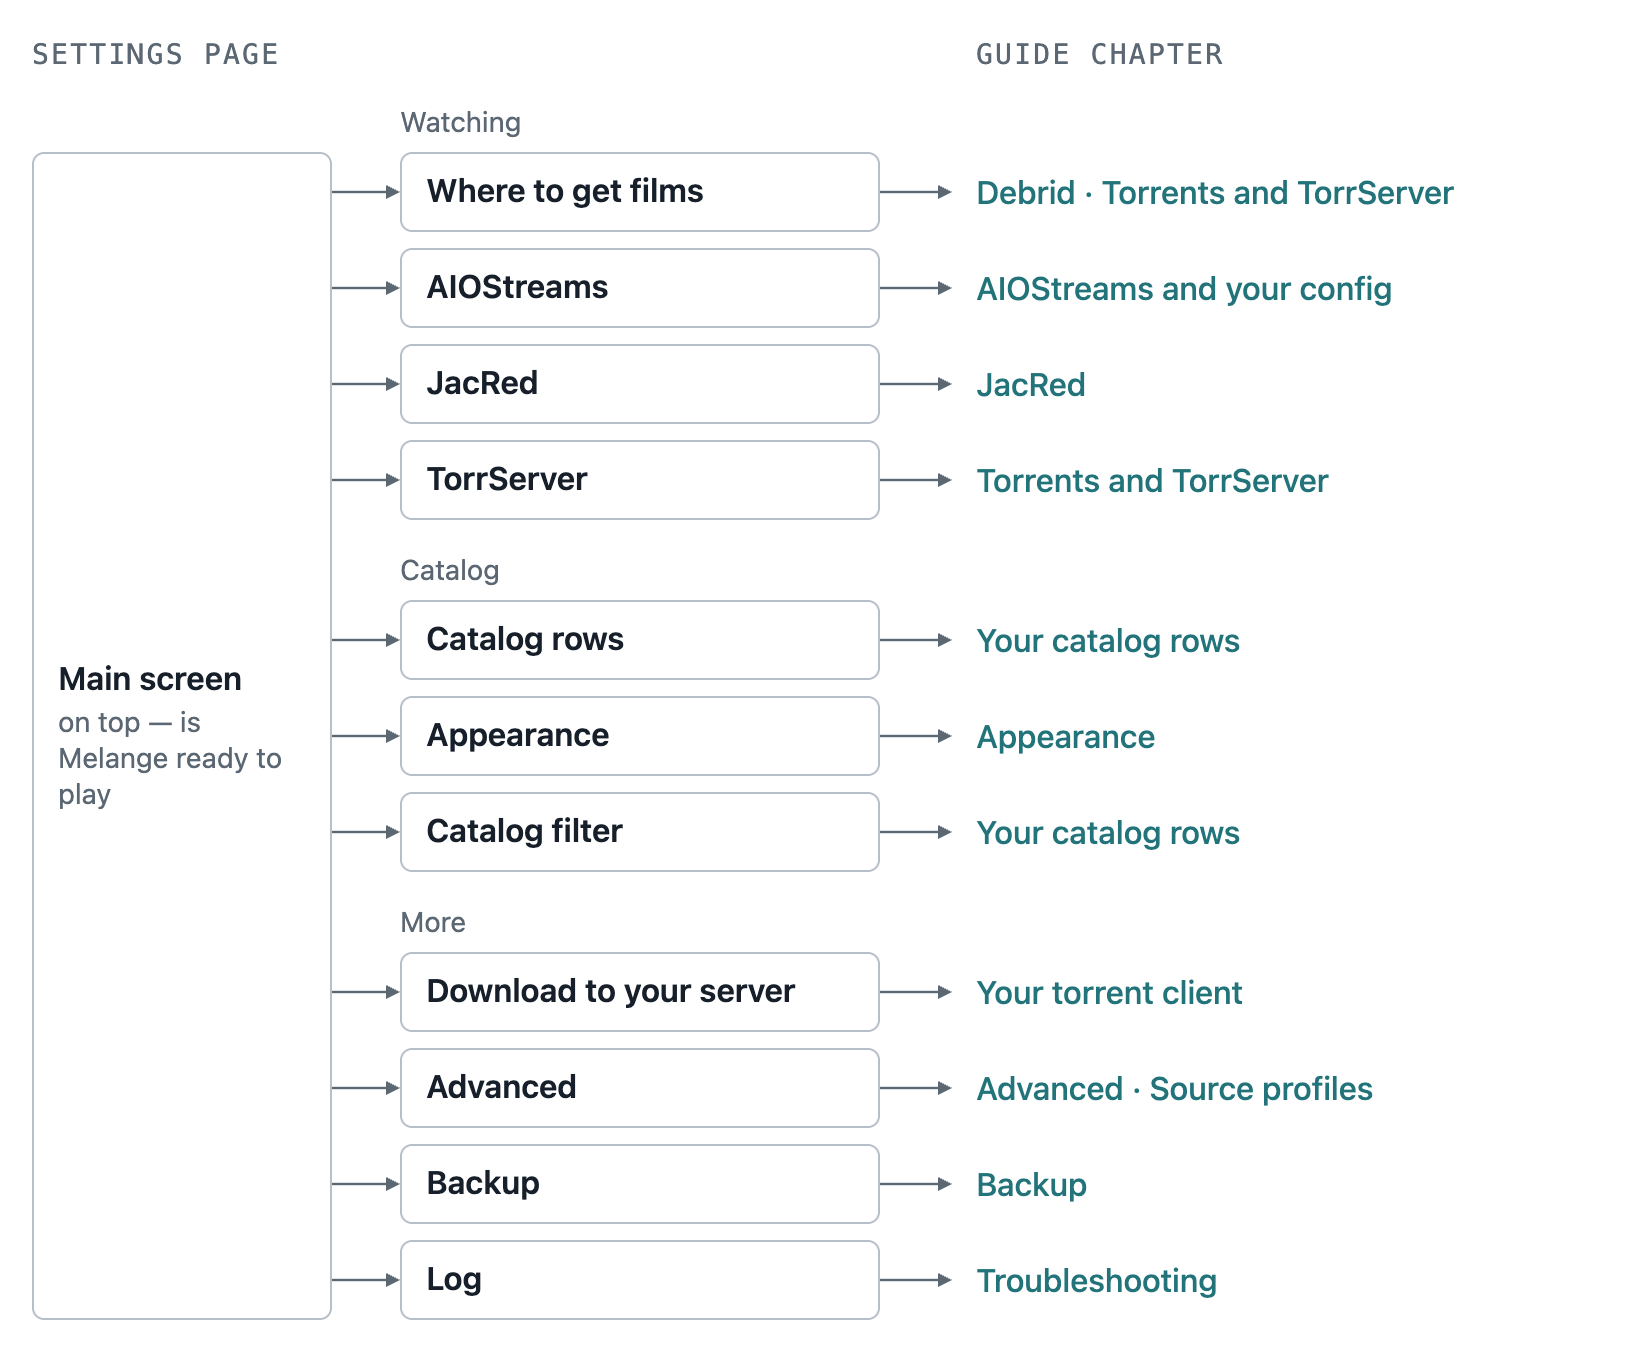 SETTINGS PAGE
GUIDE CHAPTER
Main screen
on top — is
Melange ready to
play
Watching
Where to get films
Debrid · Torrents and TorrServer
AIOStreams
AIOStreams and your config
JacRed
JacRed
TorrServer
Torrents and TorrServer
Catalog
Catalog rows
Your catalog rows
Appearance
Appearance
Catalog filter
Your catalog rows
More
Download to your server
Your torrent client
Advanced
Advanced · Source profiles
Backup
Backup
Log
Troubleshooting